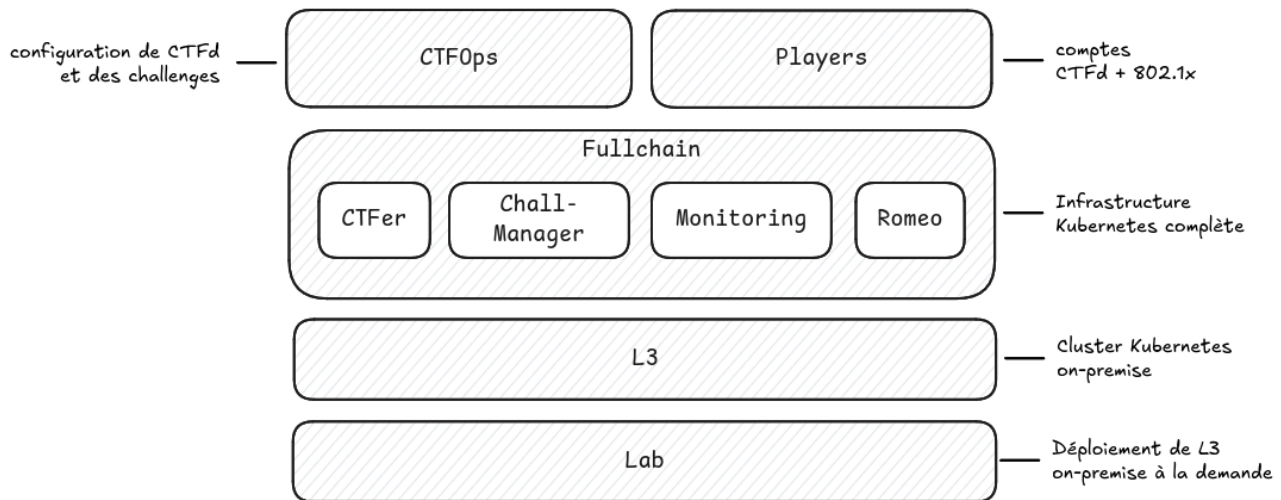 configuration de CTFd
et des challenges
CTFOps
Players
comptes
CTFd + 802.1x
Fullchain
CTFer
Chall-
Manager
Monitoring
Romeo
Infrastructure
Kubernetes complète
L3
Cluster Kubernetes
on-premise
Lab
Déploiement de L3
on-premise à la demande